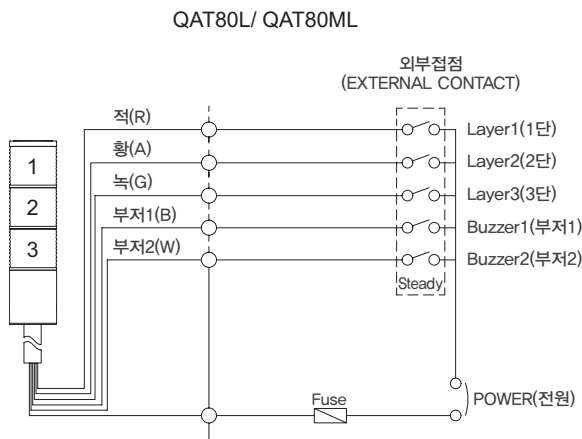 QAT80L/ QAT80ML
외부접점
(EXTERNAL CONTACT)
적(R)
Layer1(1단)
황(A)
Layer2(2단)
녹(G)
Layer3(3단)
부저1(B)
Buzzer1(부저1)
부저2(W)
Buzzer2(부저2)
1
2
3
Steady
Fuse
POWER(전원)